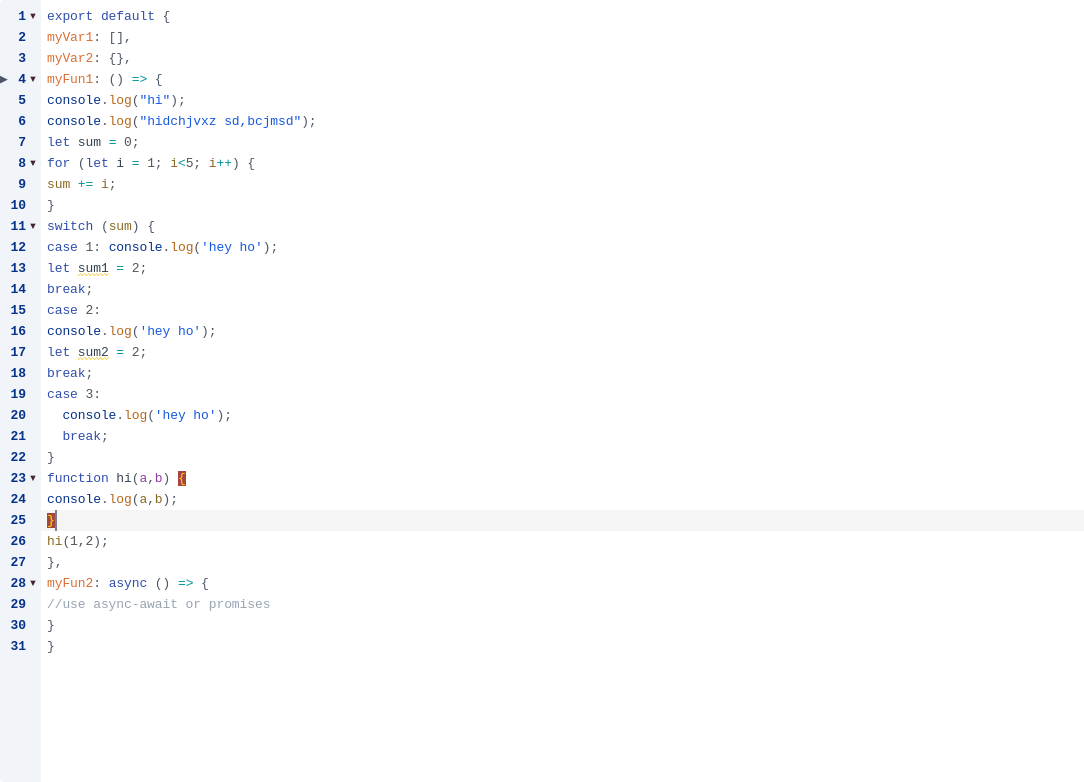 1 export default {
2 myVar1: [],
3 myVar2: {},
4 myFun1: () => {
5 console.log("hi");
6 console.log("hidchjvxz sd,bcjmsd");
7 let sum = 0;
8 for (let i = 1; i<5; i++) {
9 sum += i;
10 }
11 switch (sum) {
12 case 1: console.log('hey ho');
13 let sum1 = 2;
14 break;
15 case 2:
16 console.log('hey ho');
17 let sum2 = 2;
18 break;
19 case 3:
20   console.log('hey ho');
21   break;
22 }
23 function hi(a,b) {
24 console.log(a,b);
25 }
26 hi(1,2);
27 },
28 myFun2: async () => {
29 //use async-await or promises
30 }
31 }